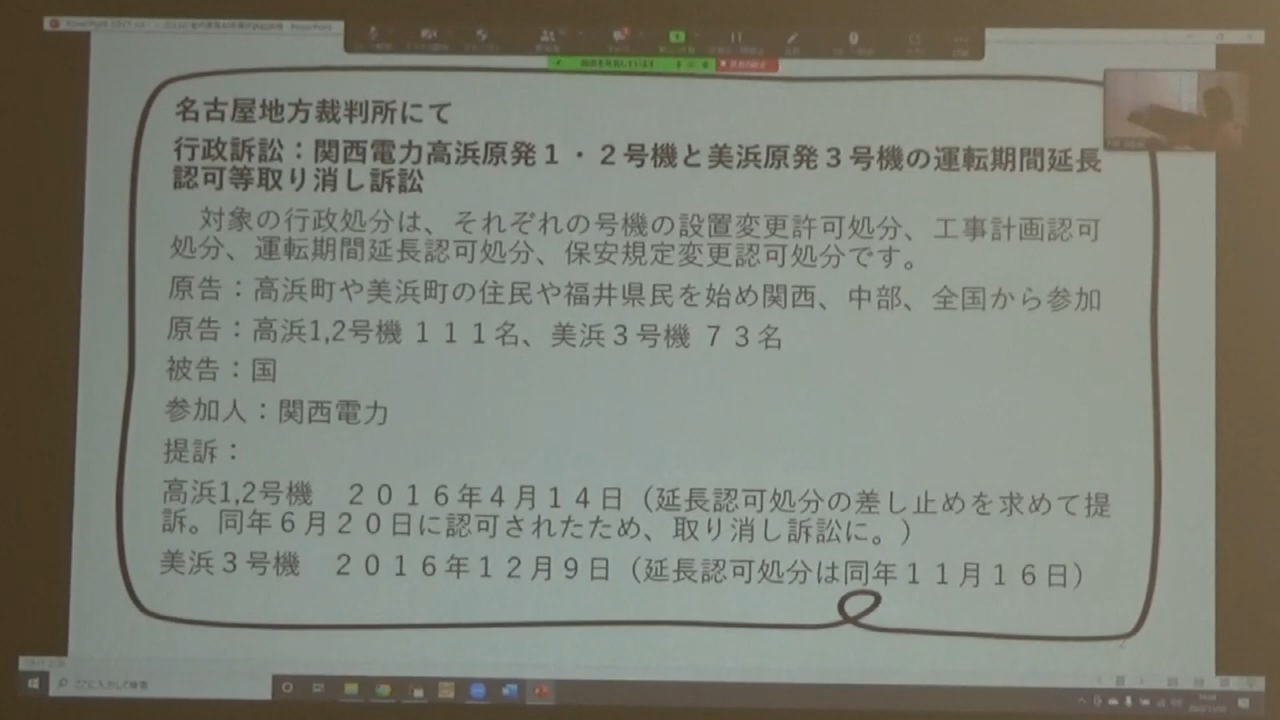 名古屋地方裁判所にて
行政訴訟：関西電力高浜原発１・２号機と美浜原発３号機の運転期間延長
認可等取り消し訴訟
対象の行政処分は、それぞれの号機の設置変更許可処分、工事計画認可
処分、運転期間延長認可処分、保安規定変更認可処分です。
原告：高浜町や美浜町の住民や福井県民を始め関西、中部、全国から参加
原告：高浜1,2号機 １１１名、美浜３号機 ７３名
被告：国
参加人：関西電力
提訴：
高浜1,2号機　２０１６年４月１４日（延長認可処分の差し止めを求めて提
訴。同年６月２０日に認可されたため、取り消し訴訟に。）
美浜３号機　２０１６年１２月９日（延長認可処分は同年１１月１６日）
ここに入力して検索